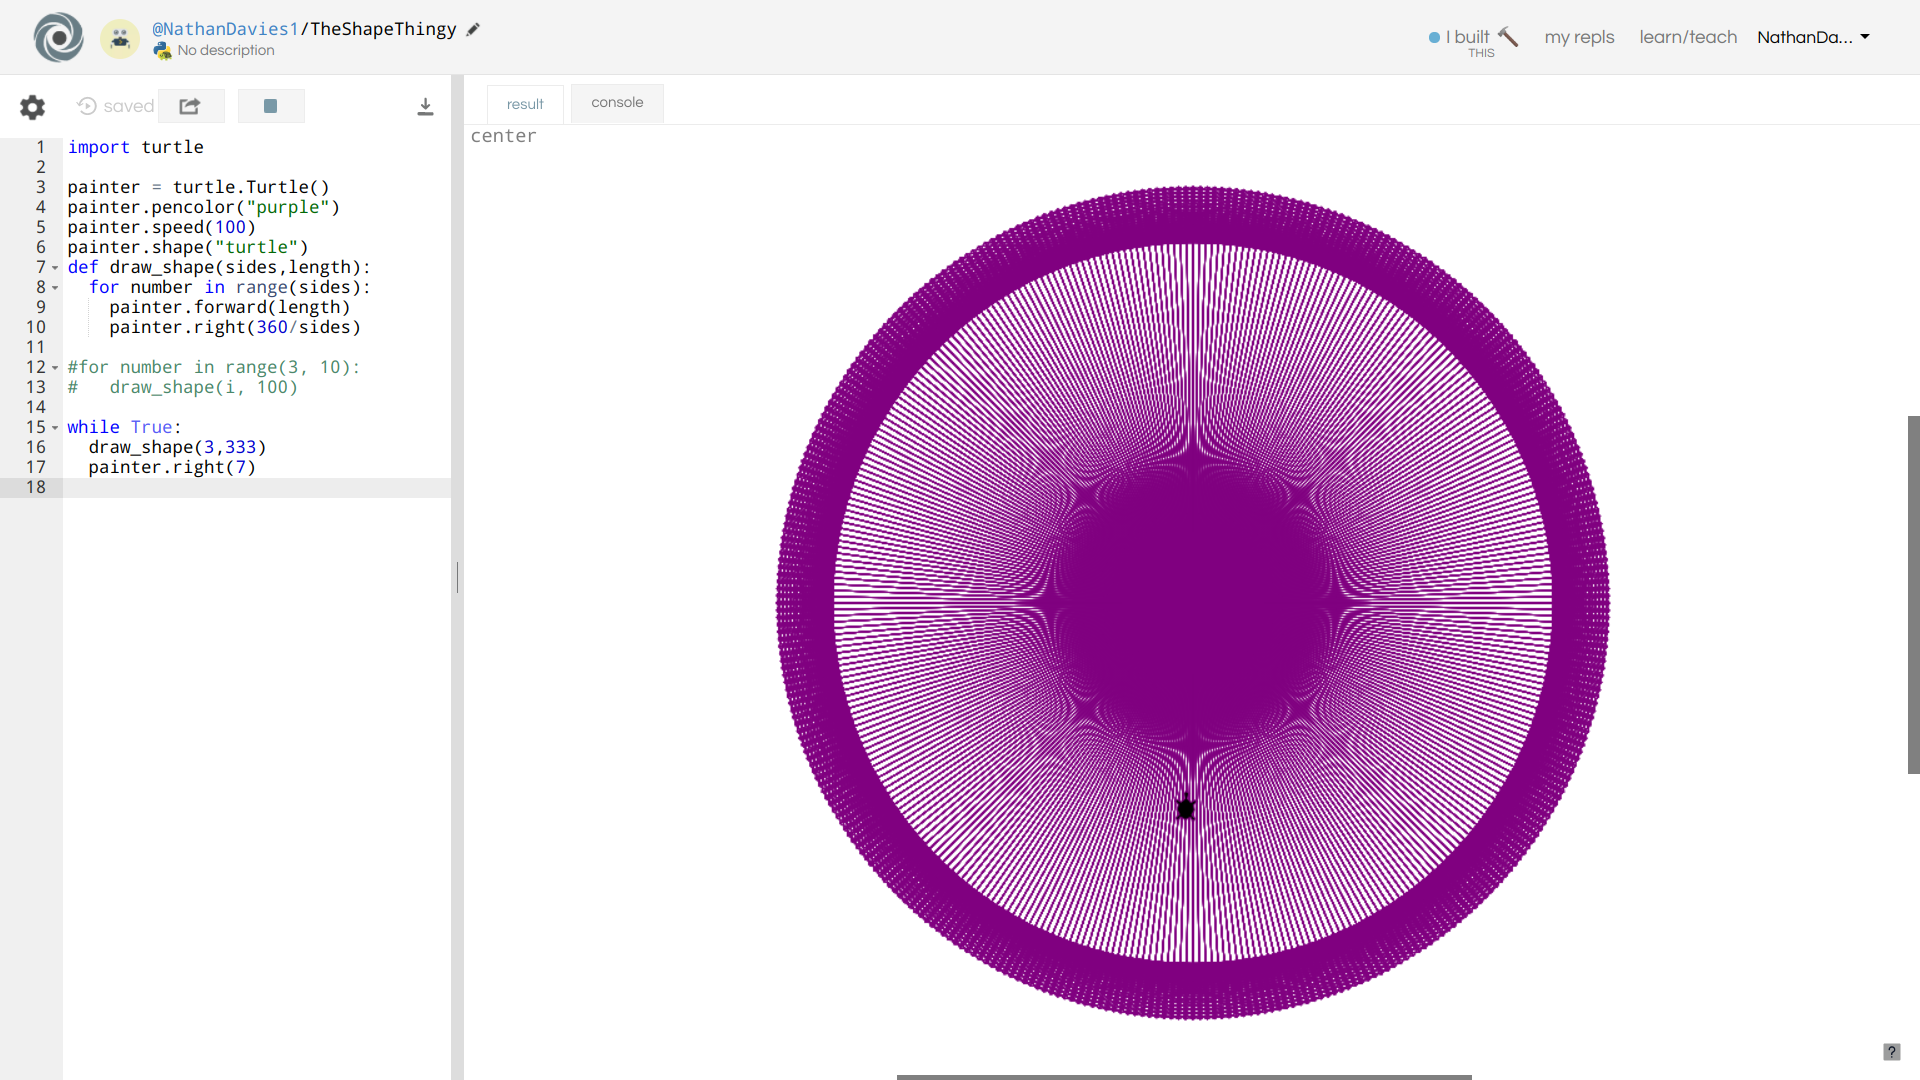 @NathanDavies1/TheShapeThingy
No description
I built
THIS
my repls
learn/teach
NathanDa...
saved
result
console
center
1 import turtle
2
3 painter = turtle.Turtle()
4 painter.pencolor("purple")
5 painter.speed(100)
6 painter.shape("turtle")
7 def draw_shape(sides,length):
8   for number in range(sides):
9     painter.forward(length)
10     painter.right(360/sides)
11
12 #for number in range(3, 10):
13 #   draw_shape(i, 100)
14
15 while True:
16   draw_shape(3,333)
17   painter.right(7)
18
?